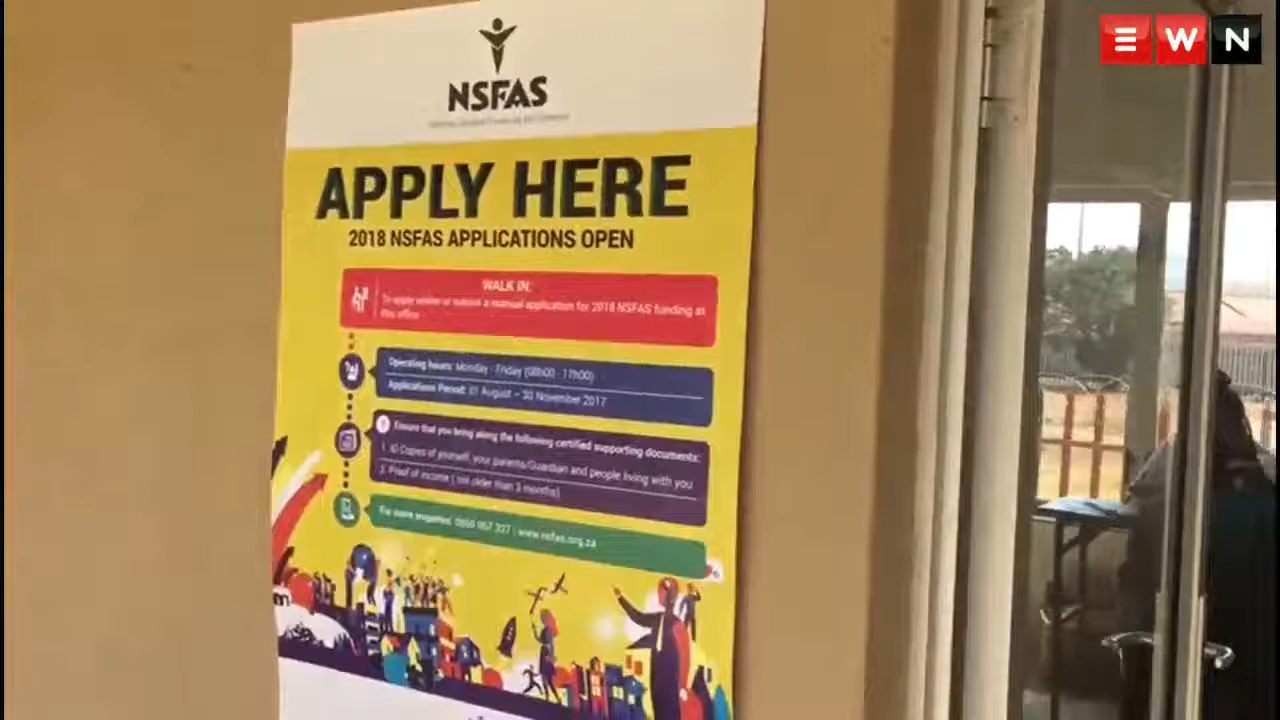 EWN
NSFAS
APPLY HERE
2018 NSFAS APPLICATIONS OPEN
WALK IN:
To apply online or submit a manual application for 2018 NSFAS funding at
this office
Operating hours: Monday - Friday (08h00 - 17h00)
Applications Period: 01 August – 30 November 2017
Ensure that you bring along the following certified supporting documents:
1. ID Copies of yourself, your parents/Guardian and people living with you
2. Proof of income ( not older than 3 months)
For more enquiries: 0860 067 327 | www.nsfas.org.za